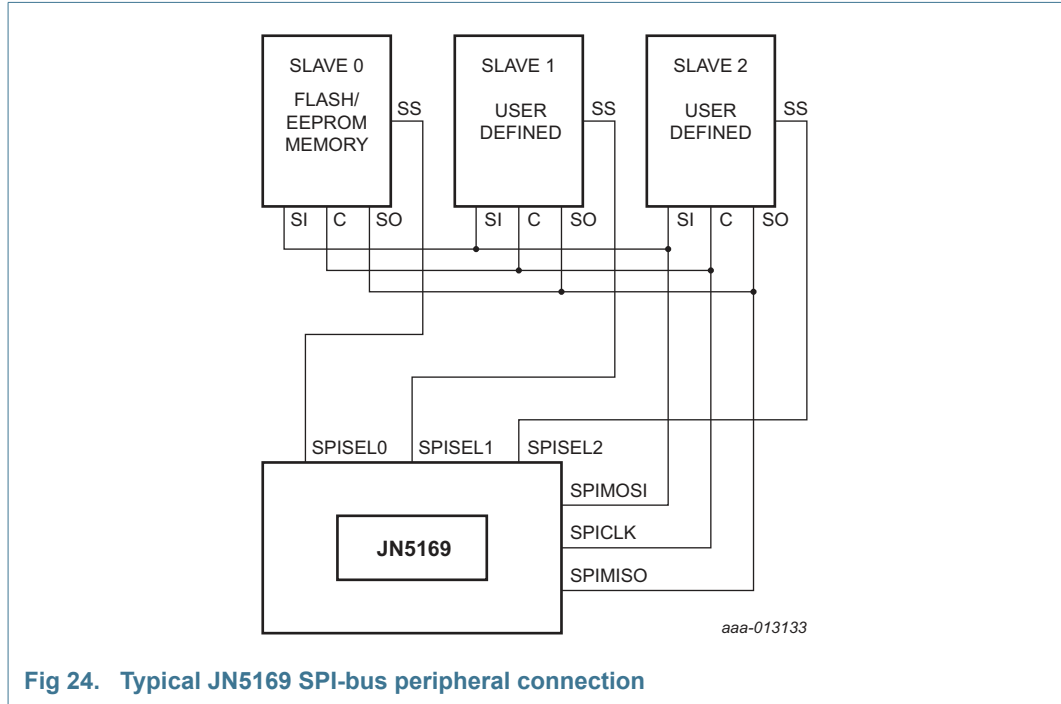 SLAVE 0
FLASH/
EEPROM
MEMORY
SS
SI
C
SO
SLAVE 1
USER
DEFINED
SS
SI
C
SO
SLAVE 2
USER
DEFINED
SS
SI
C
SO
SPISEL0
SPISEL1
SPISEL2
SPIMOSI
SPICLK
SPIMISO
JN5169
aaa-013133
Fig 24. Typical JN5169 SPI-bus peripheral connection